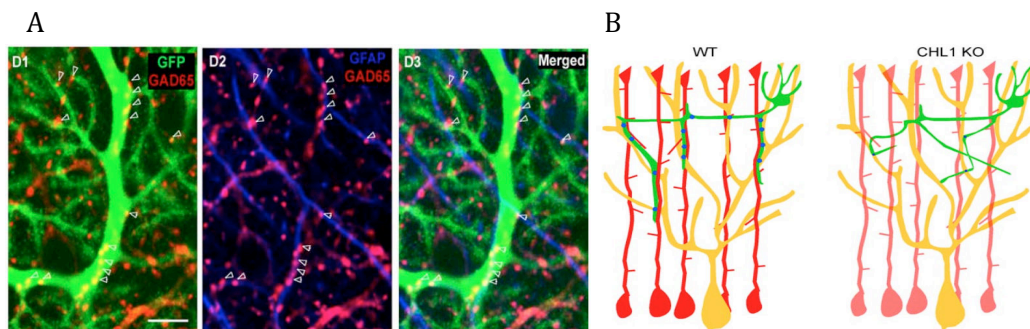 A
D1
GFP
GAD65
D2
GFAP
GAD65
D3
Merged
B
WT
CHL1 KO